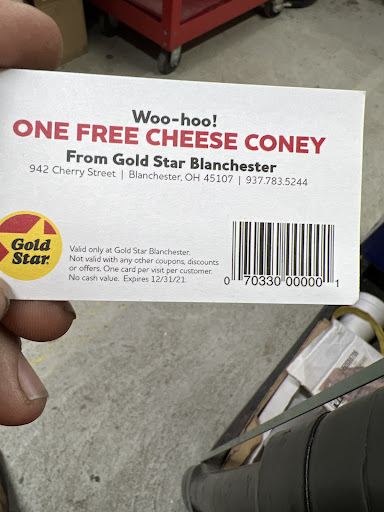 Woo-hoo!
ONE FREE CHEESE CONEY
From Gold Star Blanchester
942 Cherry Street | Blanchester, OH 45107 | 937.783.5244
Gold
Star.
Valid only at Gold Star Blanchester.
Not valid with any other coupons, discounts
or offers. One card per visit per customer.
No cash value. Expires 12/31/21
0 70330 00000 1